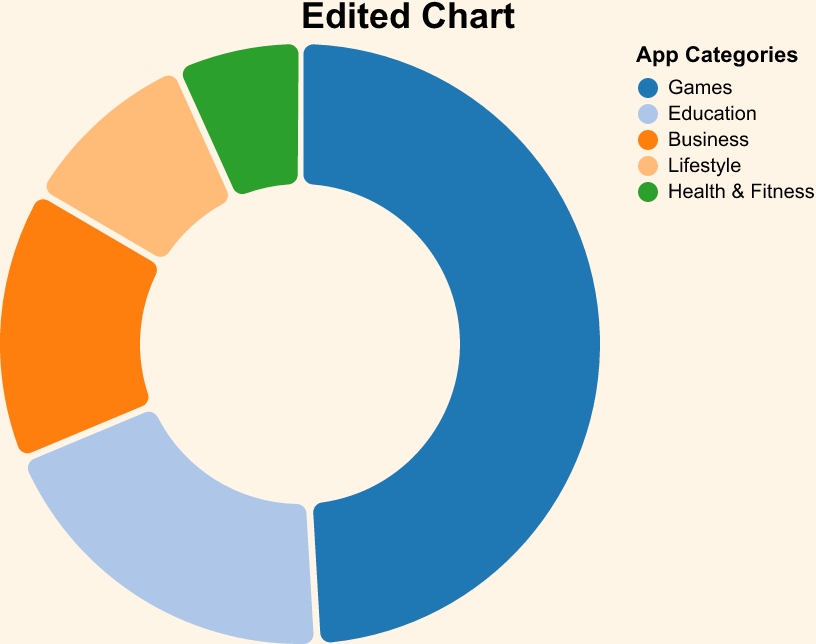 Edited Chart
App Categories
Games
Education
Business
Lifestyle
Health & Fitness